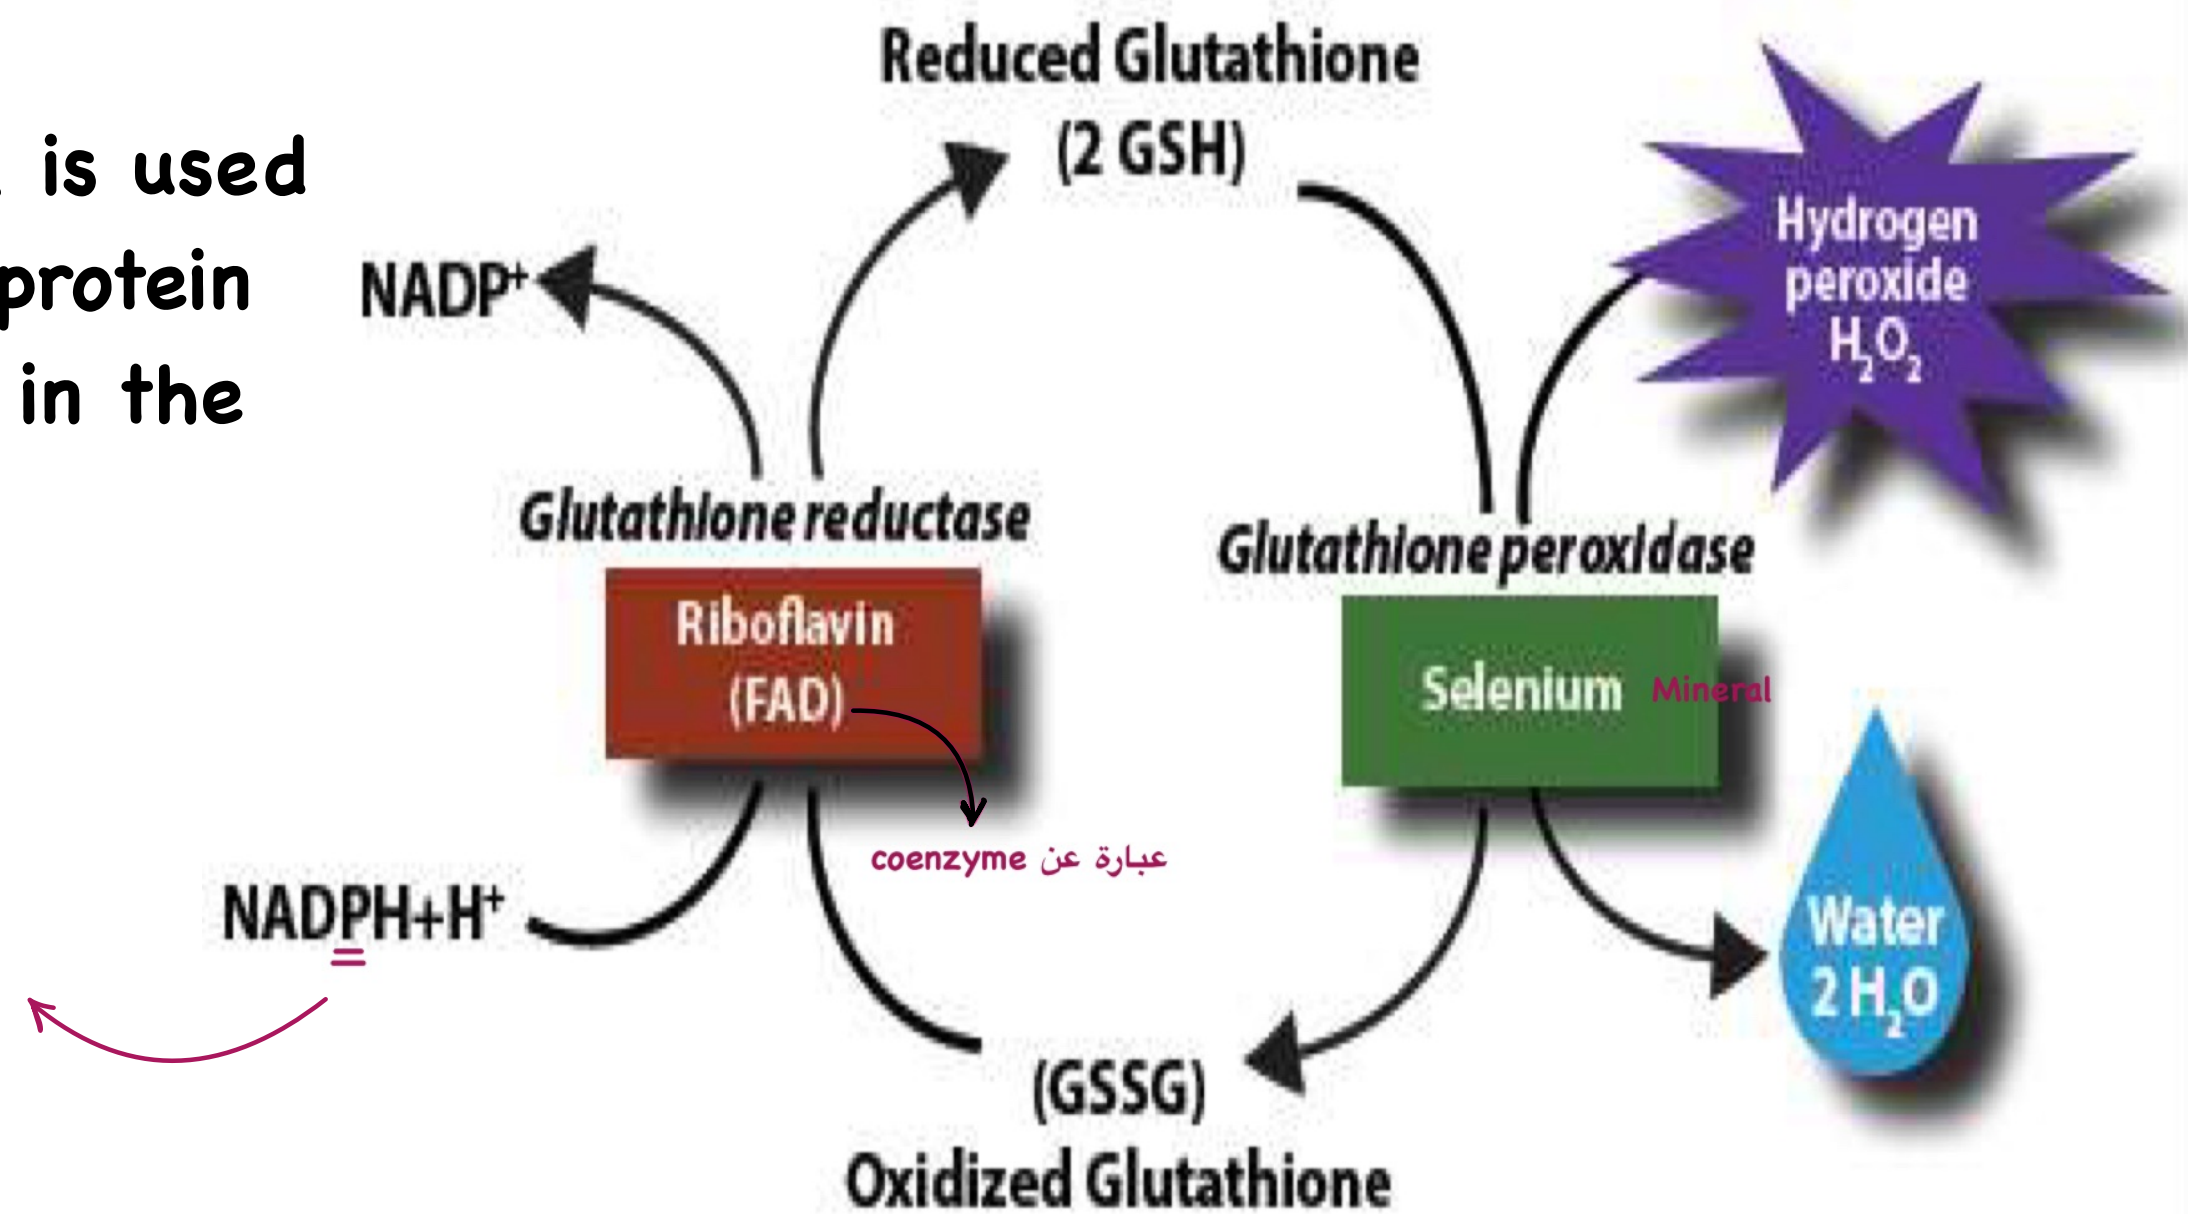 is used
protein
in the
Reduced Glutathione
(2 GSH)
Hydrogen
peroxide
H₂O₂
NADP⁺
Glutathione reductase
Riboflavin
(FAD)
coenzyme عبارة عن
Glutathione peroxidase
Selenium Mineral
NADPH+H⁺
Water
2 H₂O
(GSSG)
Oxidized Glutathione